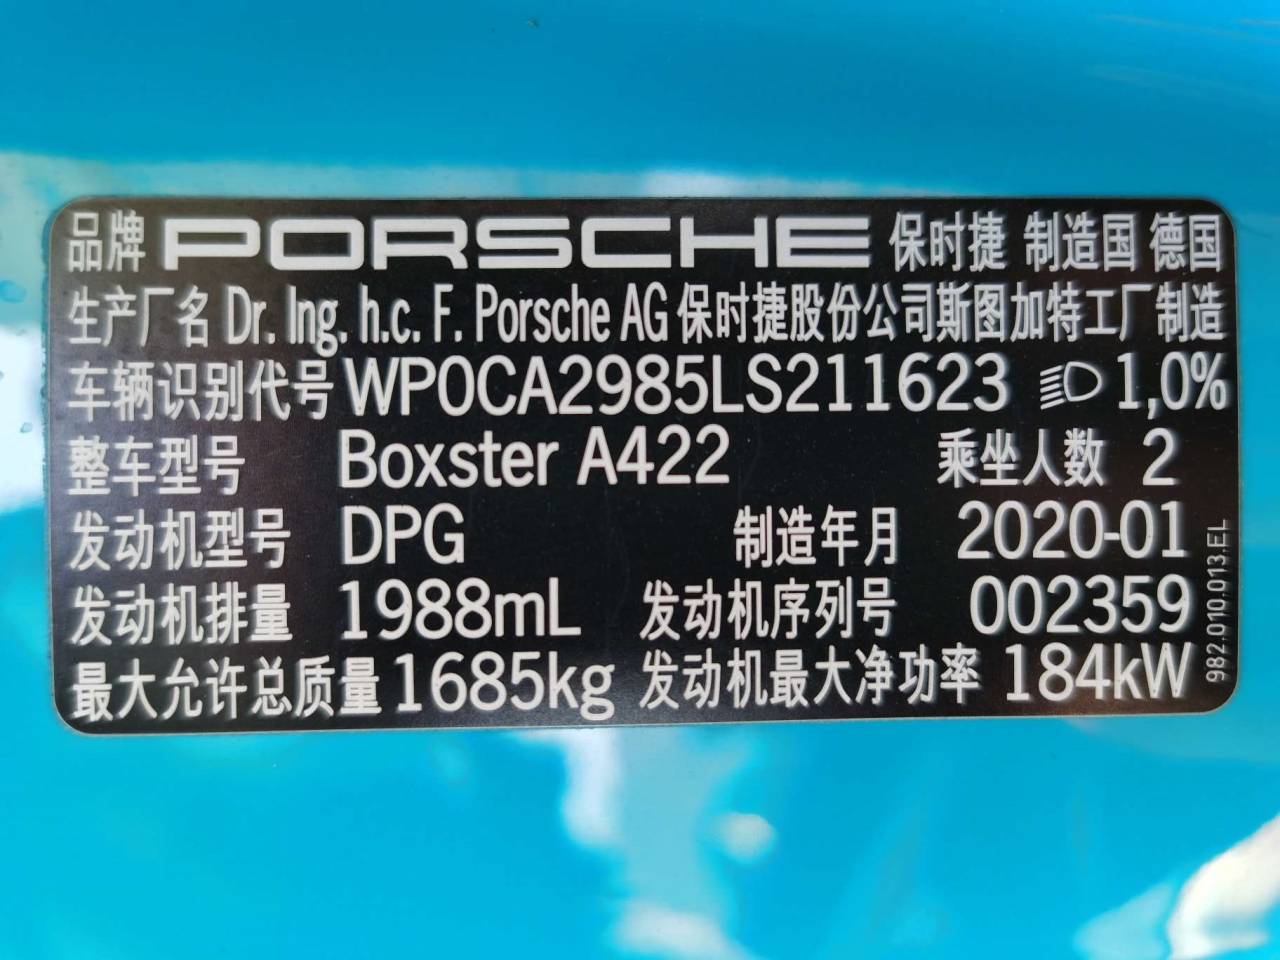 品牌 PORSCHE 保时捷 制造国 德国
生产厂名 Dr. Ing. h.c. F. Porsche AG 保时捷股份公司斯图加特工厂制造
车辆识别代号 WP0CA2985LS211623 1,0%
整车型号 Boxster A422 乘坐人数 2
发动机型号 DPG 制造年月 2020-01
发动机排量 1988mL 发动机序列号 002359
最大允许总质量 1685kg 发动机最大净功率 184kW
982.010.013.EL